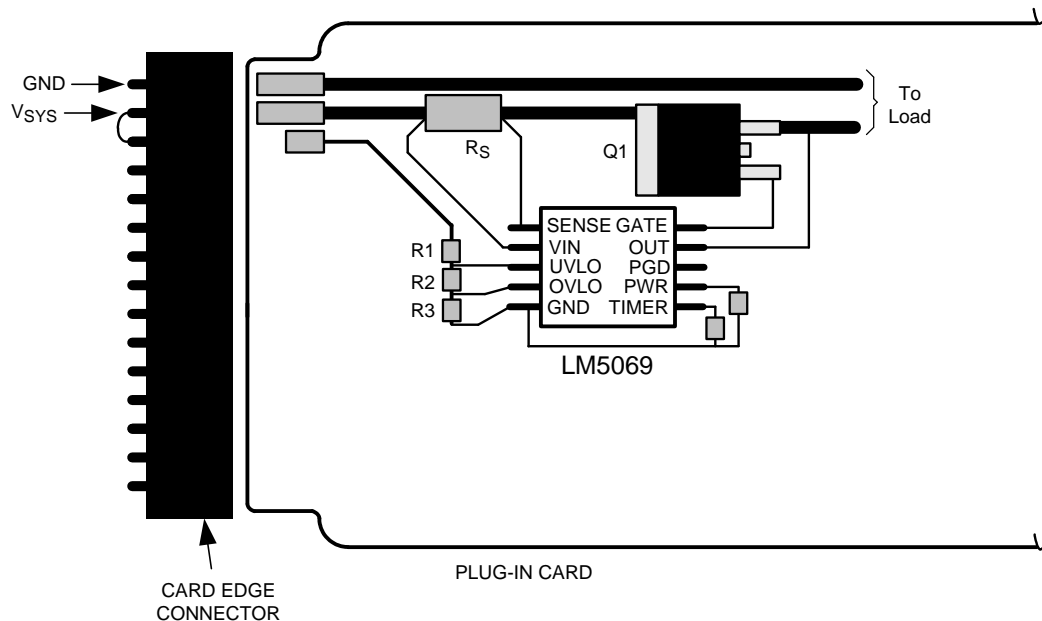 GND
VSYS
RS
Q1
To
Load
SENSE GATE
VIN OUT
R1
UVLO PGD
R2
OVLO PWR
R3
GND TIMER
LM5069
PLUG-IN CARD
CARD EDGE
CONNECTOR